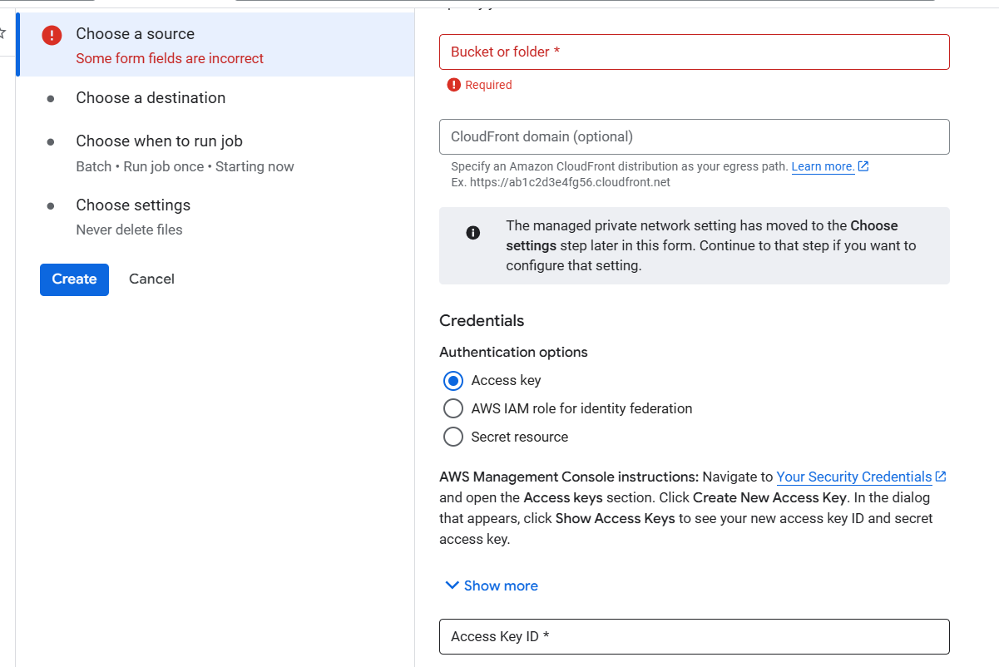 Choose a source
Some form fields are incorrect
Choose a destination
Choose when to run job
Batch • Run job once • Starting now
Choose settings
Never delete files
Create
Cancel
Bucket or folder *
Required
CloudFront domain (optional)
Specify an Amazon CloudFront distribution as your egress path. Learn more.
Ex. https://ab1c2d3e4fg56.cloudfront.net
The managed private network setting has moved to the Choose
settings step later in this form. Continue to that step if you want to
configure that setting.
Credentials
Authentication options
Access key
AWS IAM role for identity federation
Secret resource
AWS Management Console instructions: Navigate to Your Security Credentials
and open the Access keys section. Click Create New Access Key. In the dialog
that appears, click Show Access Keys to see your new access key ID and secret
access key.
Show more
Access Key ID *